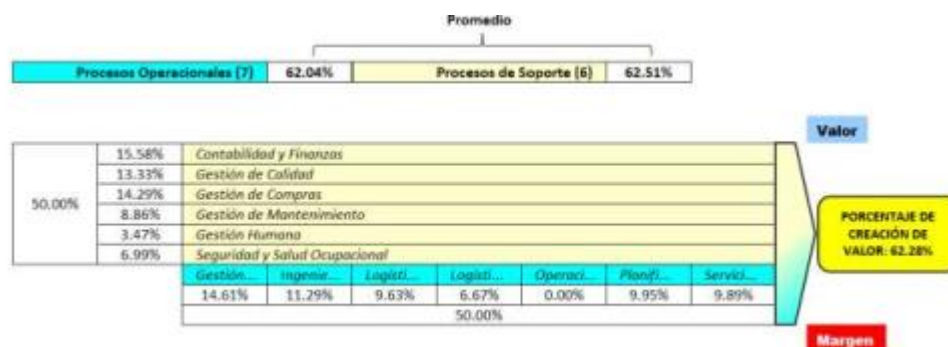 Promedio
Procesos Operacionales (7) 62.04% Procesos de Soporte (6) 62.51%
Valor
15.58% Contabilidad y Finanzas
13.33% Gestión de Calidad
14.29% Gestión de Compras
50.00%
8.86% Gestión de Mantenimiento
3.47% Gestión Humana
6.99% Seguridad y Salud Ocupacional
PORCENTAJE DE
CREACIÓN DE
VALOR: 62.28%
Gestión... Ingenie... Logísti... Logísti... Operaci... Planifi... Servici...
14.61% 11.29% 9.63% 6.67% 0.00% 9.95% 9.89%
50.00%
Margen